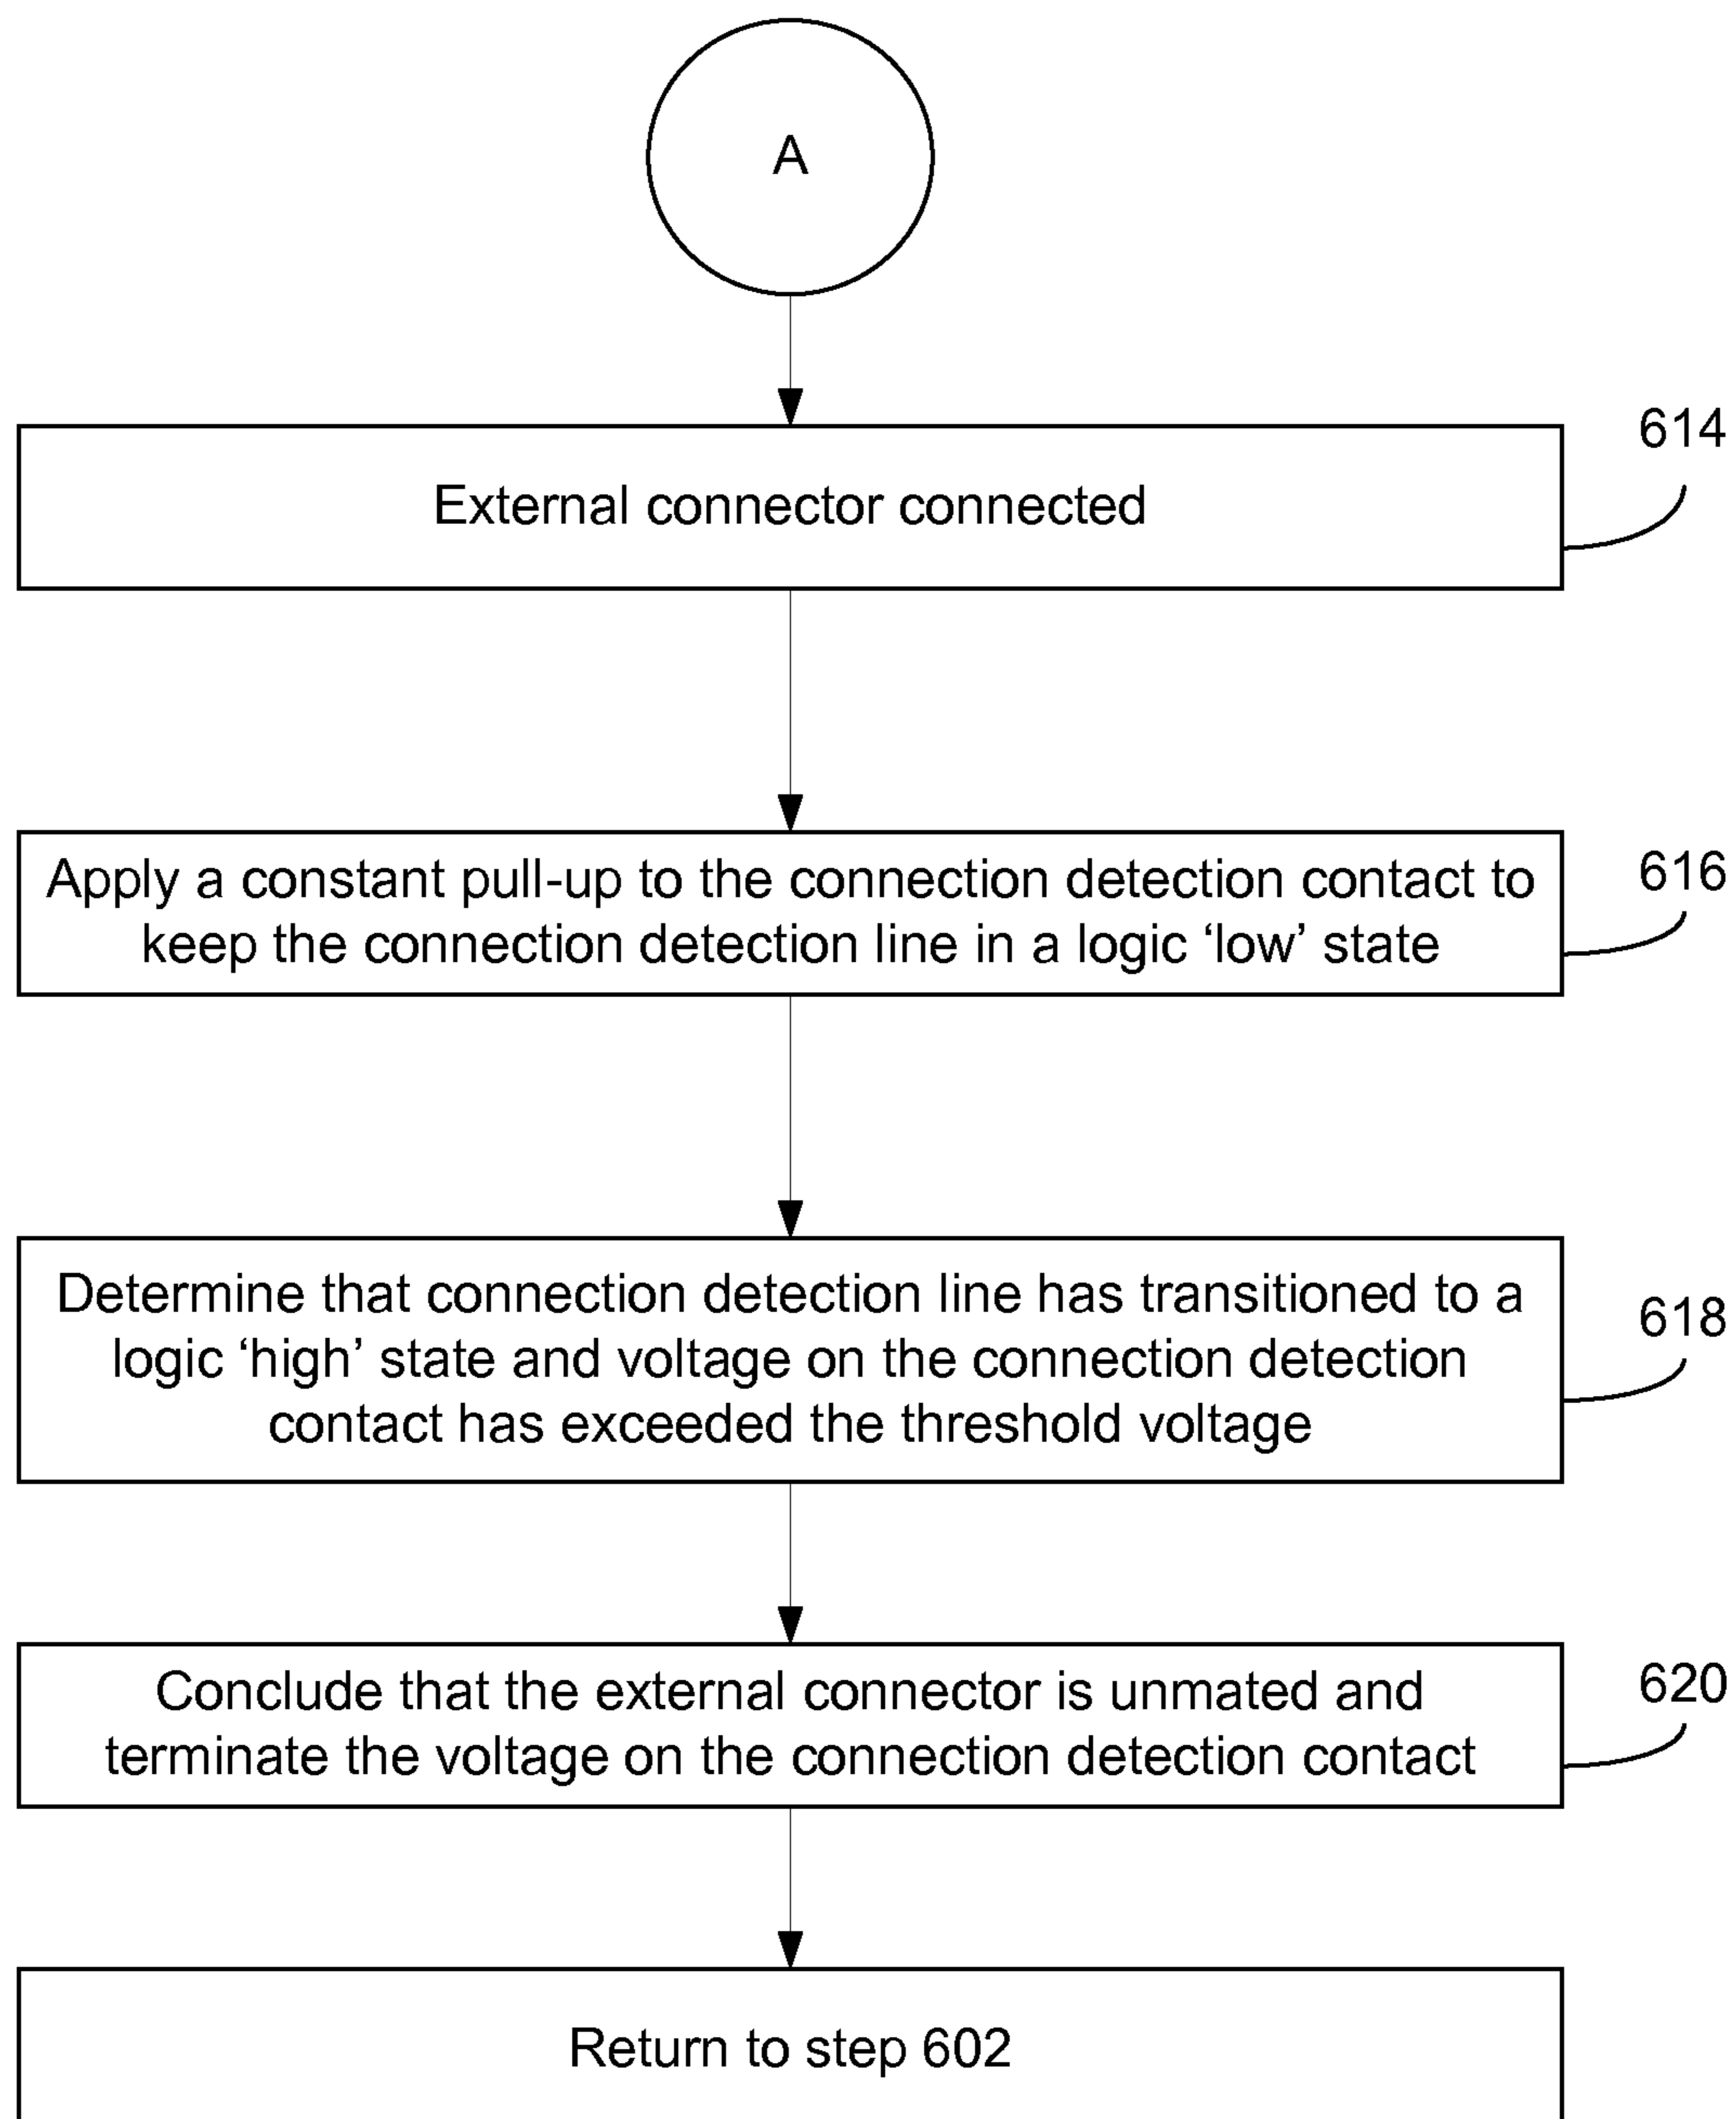 A
614
External connector connected
616
Apply a constant pull-up to the connection detection contact to
keep the connection detection line in a logic ‘low’ state
618
Determine that connection detection line has transitioned to a
logic ‘high’ state and voltage on the connection detection
contact has exceeded the threshold voltage
620
Conclude that the external connector is unmated and
terminate the voltage on the connection detection contact
Return to step 602